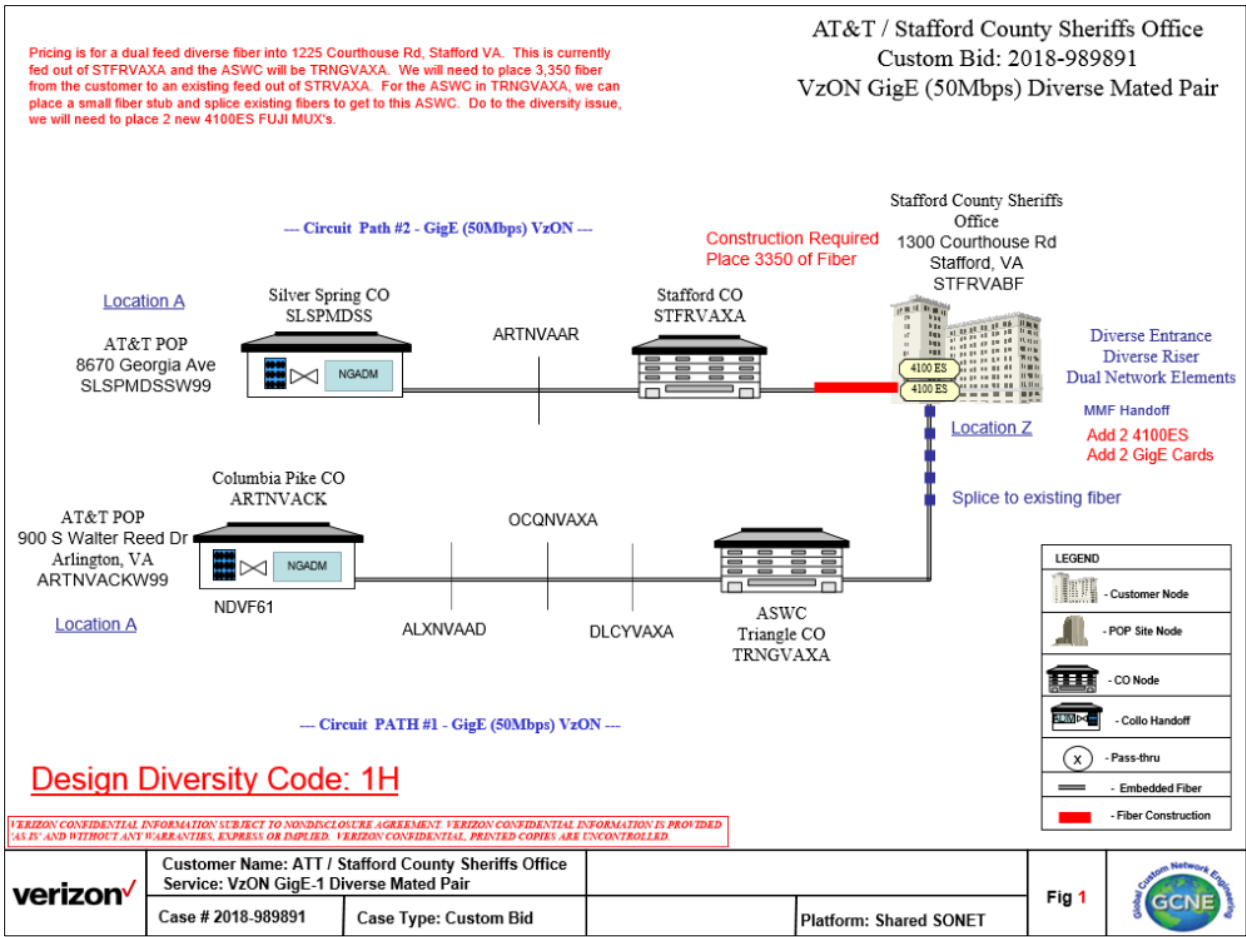 Pricing is for a dual feed diverse fiber into 1225 Courthouse Rd, Stafford VA. This is currently
fed out of STFRVAXA and the ASWC will be TRNGVAXA. We will need to place 3,350 fiber
from the customer to an existing feed out of STRVAXA. For the ASWC in TRNGVAXA, we can
place a small fiber stub and splice existing fibers to get to this ASWC. Do to the diversity issue,
we will need to place 2 new 4100ES FUJI MUX's.
AT&T / Stafford County Sheriffs Office
Custom Bid: 2018-989891
VzON GigE (50Mbps) Diverse Mated Pair
--- Circuit Path #2 - GigE (50Mbps) VzON ---
Construction Required
Place 3350 of Fiber
Stafford County Sheriffs
Office
1300 Courthouse Rd
Stafford, VA
STFRVABF
Location A
AT&T POP
8670 Georgia Ave
SLSPMDSSW99
Silver Spring CO
SLSPMDSS
NGADM
ARTNVAAR
Stafford CO
STFRVAXA
4100 ES
4100 ES
Diverse Entrance
Diverse Riser
Dual Network Elements
MMF Handoff
Add 2 4100ES
Add 2 GigE Cards
Location Z
Splice to existing fiber
Columbia Pike CO
ARTNVACK
AT&T POP
900 S Walter Reed Dr
Arlington, VA
ARTNVACKW99
Location A
NGADM
NDVF61
ALXNVAAD
OCQNVAXA
DLCYVAXA
ASWC
Triangle CO
TRNGVAXA
--- Circuit PATH #1 - GigE (50Mbps) VzON ---
LEGEND
- Customer Node
- POP Site Node
- CO Node
- Collo Handoff
X - Pass-thru
- Embedded Fiber
- Fiber Construction
Design Diversity Code: 1H
VERIZON CONFIDENTIAL INFORMATION SUBJECT TO NONDISCLOSURE AGREEMENT. VERIZON CONFIDENTIAL INFORMATION IS PROVIDED
'AS IS' AND WITHOUT ANY WARRANTIES, EXPRESS OR IMPLIED. VERIZON CONFIDENTIAL, PRINTED COPIES ARE UNCONTROLLED.
verizon
Customer Name: ATT / Stafford County Sheriffs Office
Service: VzON GigE-1 Diverse Mated Pair
Case # 2018-989891
Case Type: Custom Bid
Platform: Shared SONET
Fig 1
Global Custom Network Engineering
GCNE